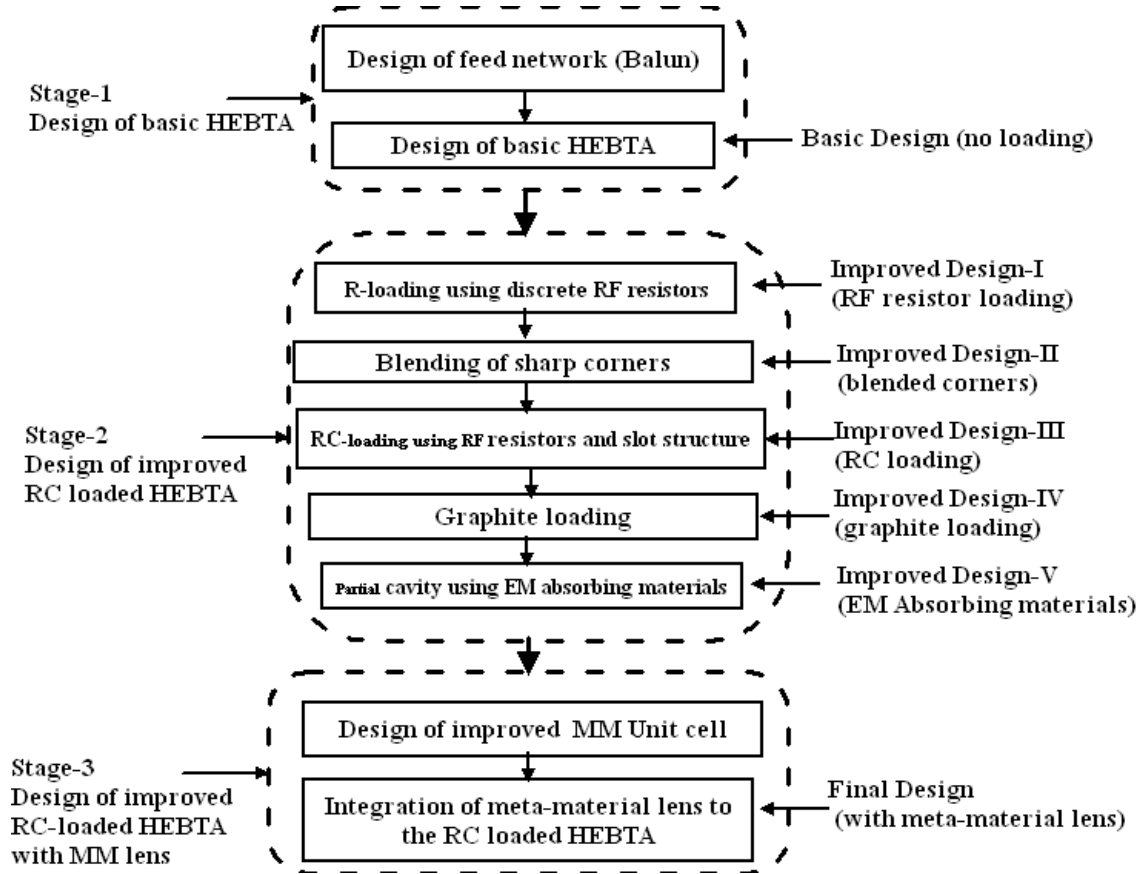 Design of feed network (Balun)
Stage-1
Design of basic HEBTA
Design of basic HEBTA
Basic Design (no loading)
R-loading using discrete RF resistors
Improved Design-I
(RF resistor loading)
Blending of sharp corners
Improved Design-II
(blended corners)
Stage-2
Design of improved
RC loaded HEBTA
RC-loading using RF resistors and slot structure
Improved Design-III
(RC loading)
Graphite loading
Improved Design-IV
(graphite loading)
Partial cavity using EM absorbing materials
Improved Design-V
(EM Absorbing materials)
Design of improved MM Unit cell
Stage-3
Design of improved
RC-loaded HEBTA
with MM lens
Integration of meta-material lens to
the RC loaded HEBTA
Final Design
(with meta-material lens)